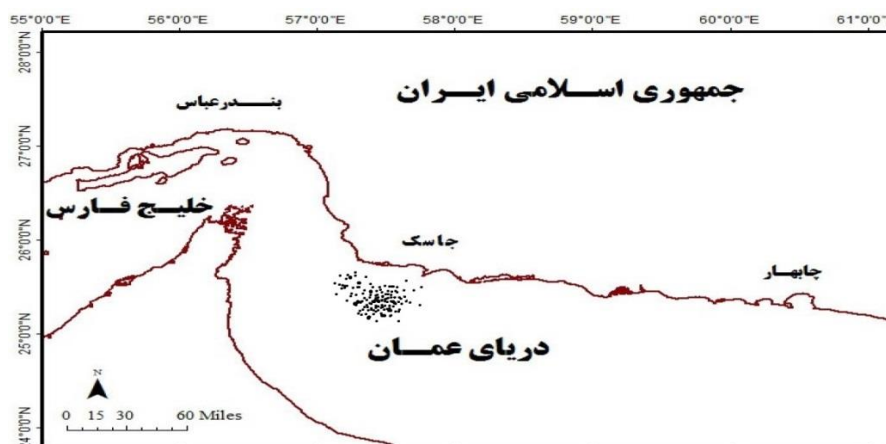 55°0'0"E 56°0'0"E 57°0'0"E 58°0'0"E 59°0'0"E 60°0'0"E 61°0'0
28°0'0"N
جمهوری اسلامی ایران
بندرعباس
27°0'0"N
خلیج فارس
26°0'0"N
جاسک
چابهار
25°0'0"N
دریای عمان
N
0 15 30 60 Miles
4°0'0"N